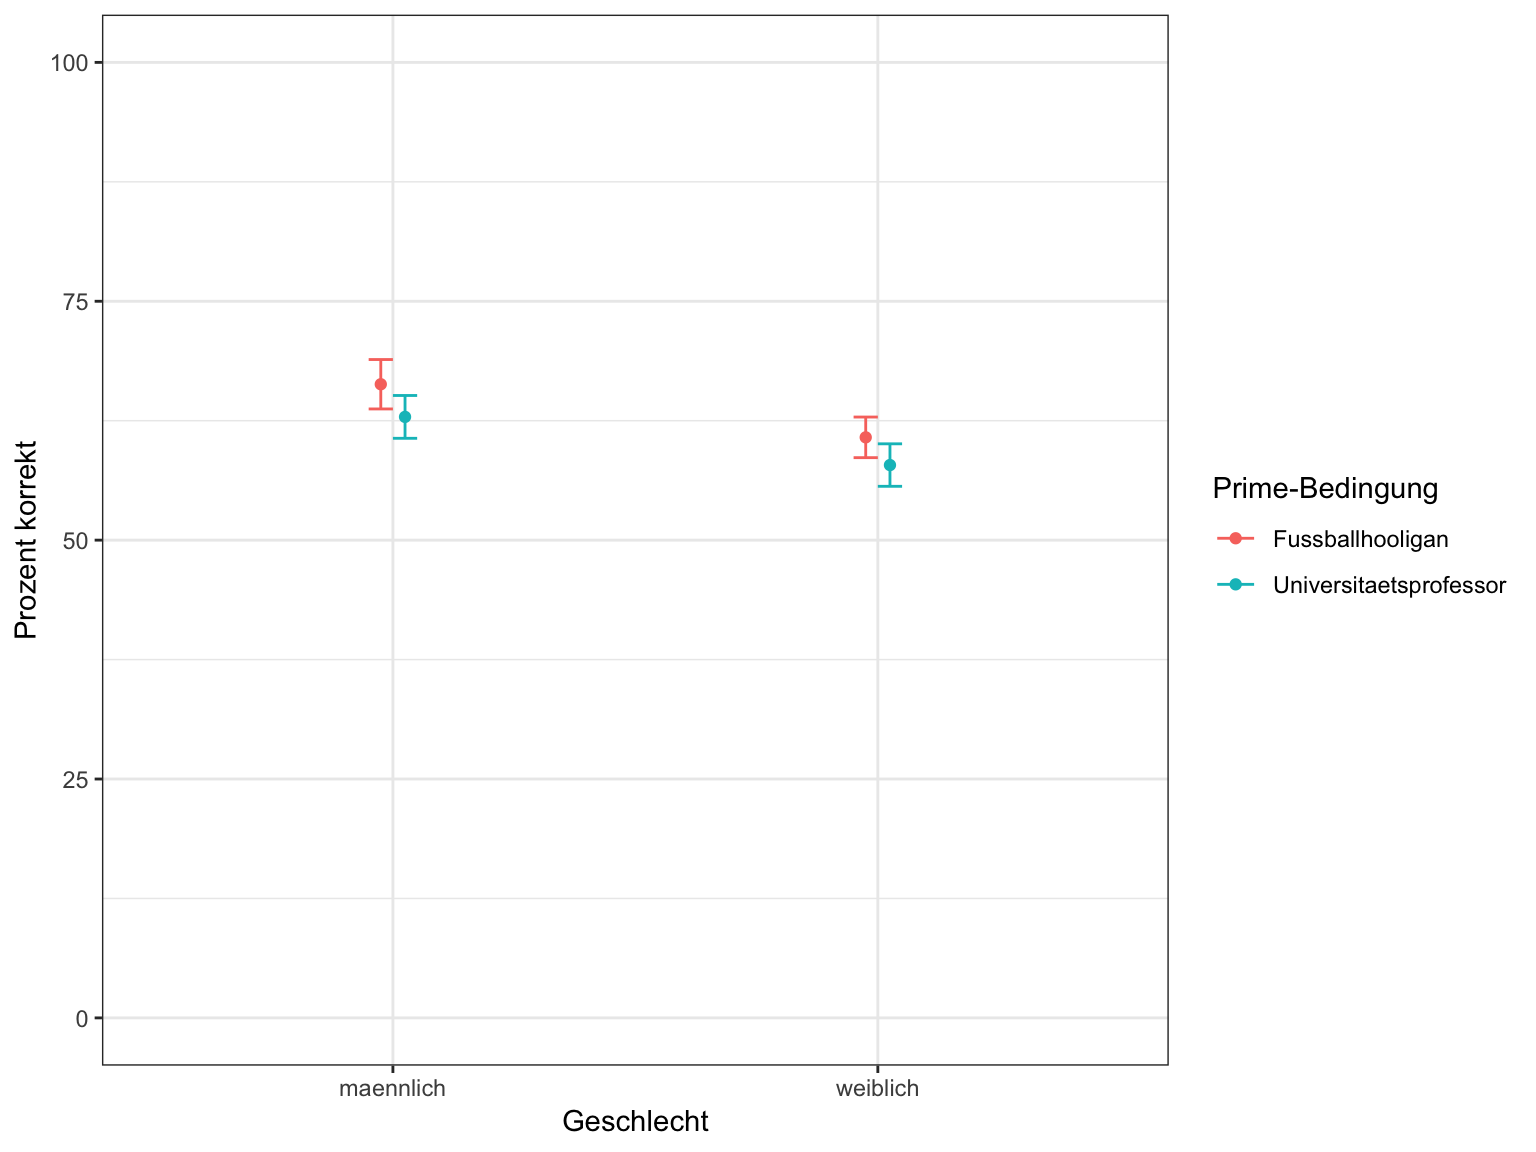 100
75
50
25
0
Prozent korrekt
maennlich
weiblich
Geschlecht
Prime-Bedingung
Fussballhooligan
Universitaetsprofessor